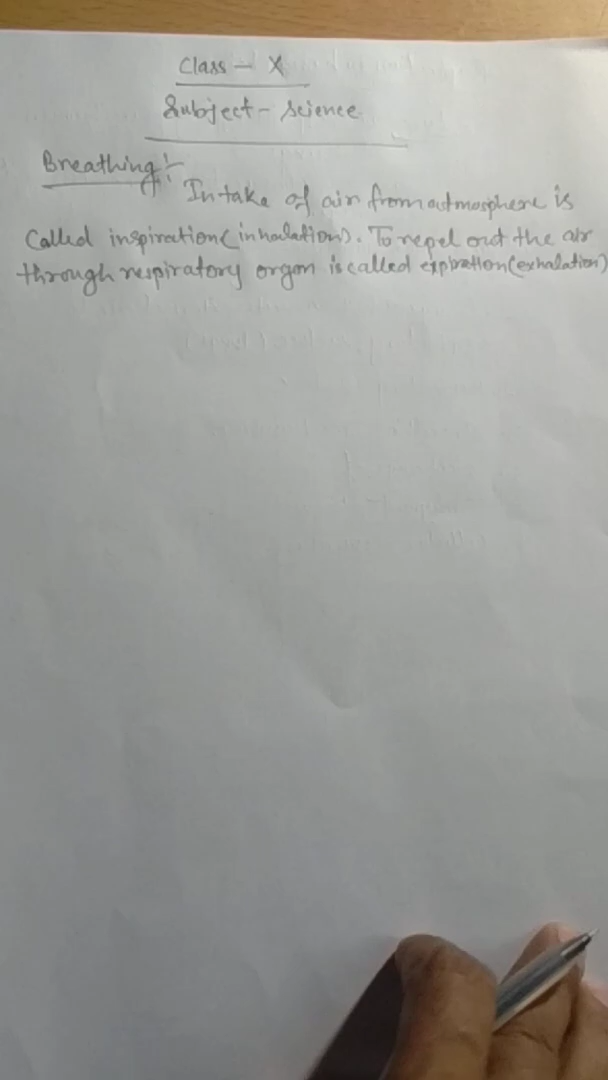 Class - X
Subject - Science
Breathing :-
Intake of air from atmosphere is
Called inspiration (inhalation). To repel out the air
through respiratory organ is called expiration (exhalation)